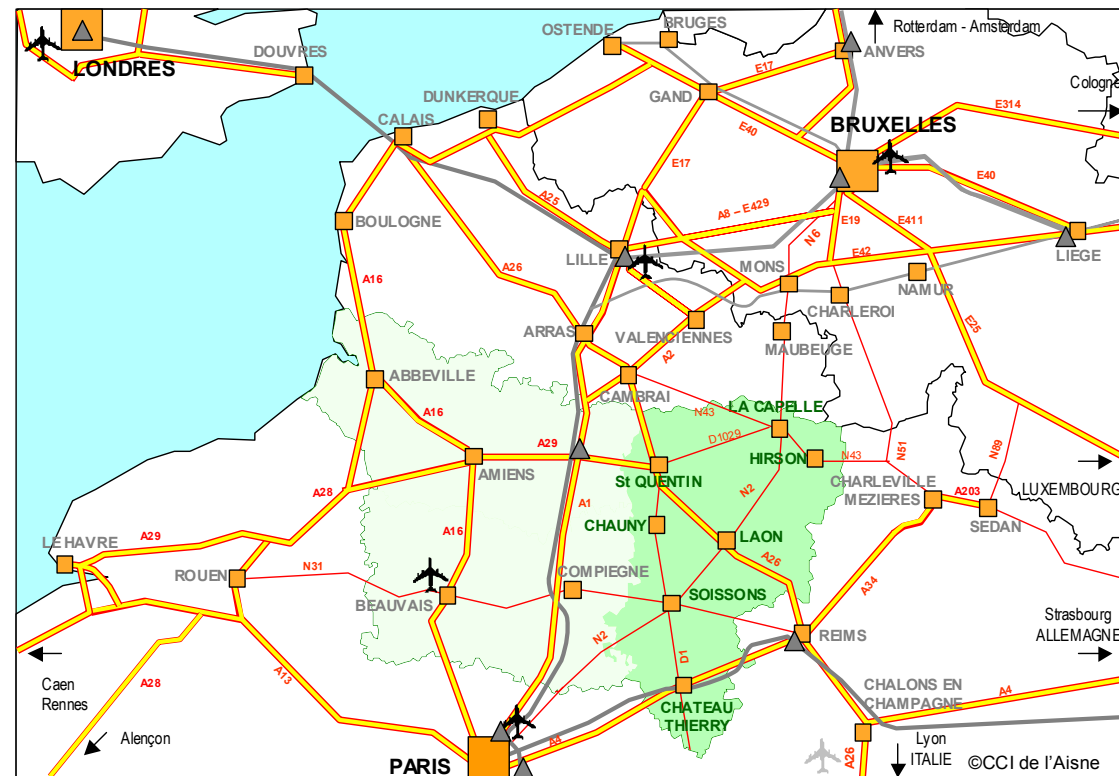 BRUGES
Rotterdam - Amsterdam
OSTENDE
DOUVRES
ANVERS
LONDRES
E17
Cologne
DUNKERQUE
GAND
E314
CALAIS
E40
BRUXELLES
E17
E40
A25
A8 – E429
BOULOGNE
E19
E411
N6
LILLE
E42
LIEGE
A26
MONS
A16
NAMUR
CHARLEROI
ARRAS
VALENCIENNES
E25
MAUBEUGE
A2
ABBEVILLE
CAMBRAI
N43
LA CAPELLE
A16
D1029
A29
N51
N89
HIRSON
N43
AMIENS
St QUENTIN
CHARLEVILLE
MEZIERES
LUXEMBOURG
A28
N2
A203
A1
SEDAN
CHAUNY
A16
LAON
A29
LE HAVRE
A26
N31
COMPIEGNE
A34
ROUEN
BEAUVAIS
SOISSONS
Strasbourg
ALLEMAGNE
N2
REIMS
D1
Caen
Rennes
A28
A13
CHALONS EN
CHAMPAGNE
A4
CHATEAU
THIERRY
Alençon
A4
Lyon
ITALIE
PARIS
A26
©CCI de l'Aisne